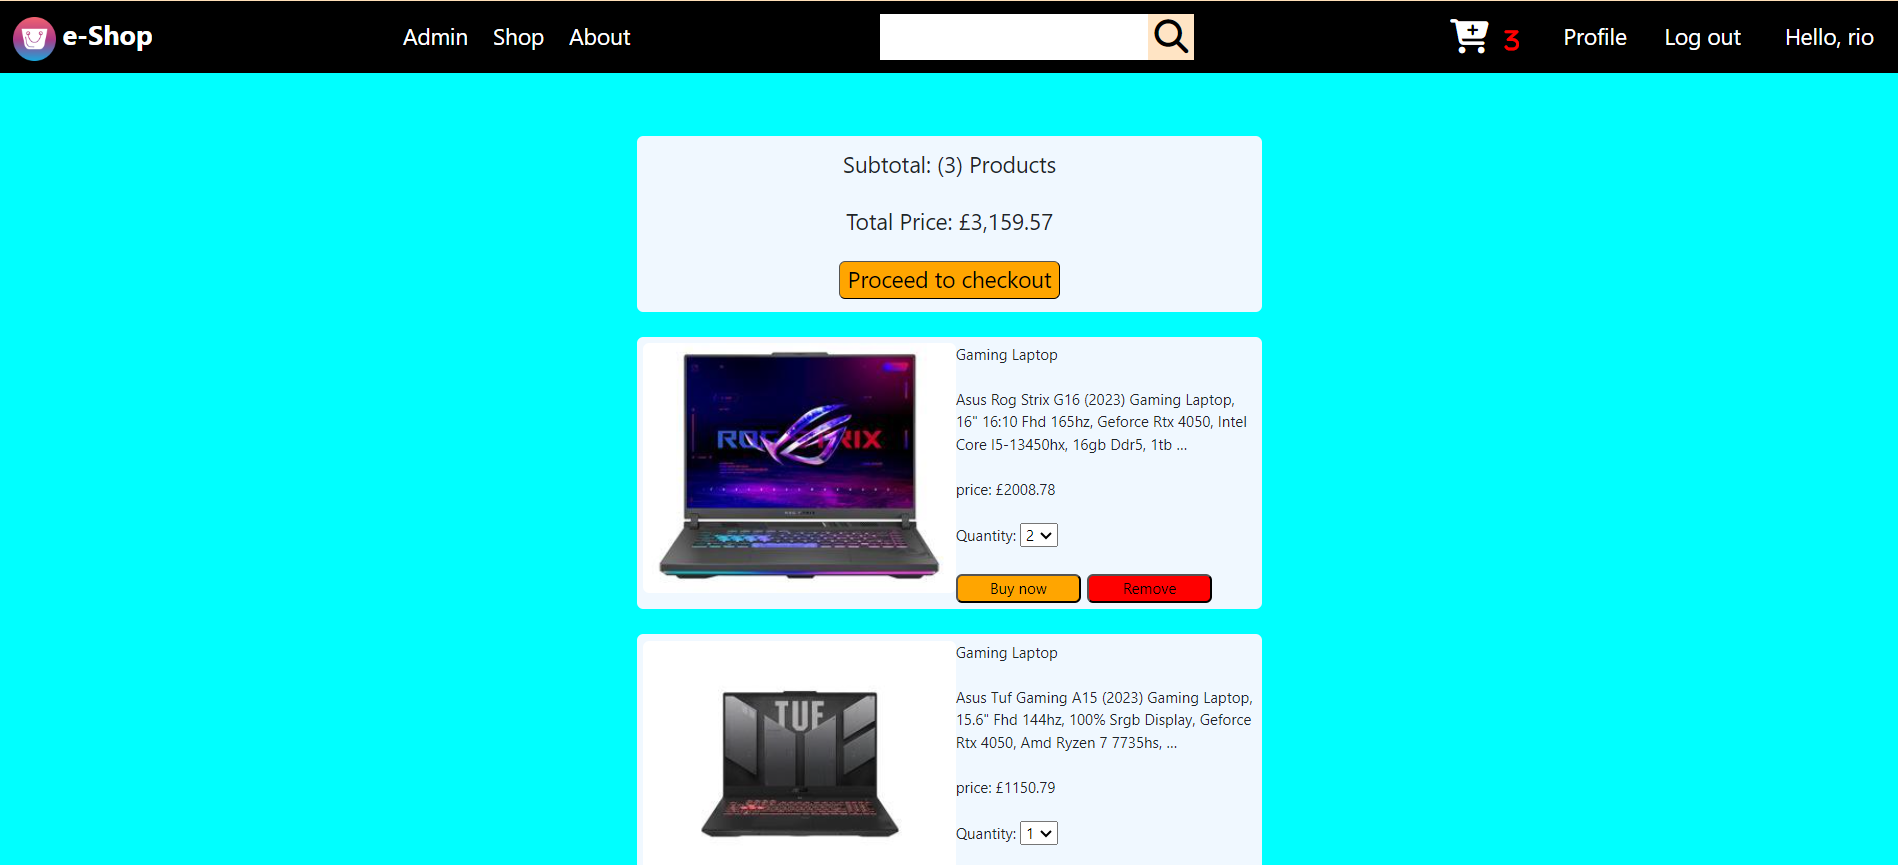 e-Shop
Admin Shop About
3
Profile
Log out
Hello, rio
Subtotal: (3) Products
Total Price: £3,159.57
Proceed to checkout
Gaming Laptop
Asus Rog Strix G16 (2023) Gaming Laptop,
16" 16:10 Fhd 165hz, Geforce Rtx 4050, Intel
Core I5-13450hx, 16gb Ddr5, 1tb ...
price: £2008.78
Quantity: 2
Buy now
Remove
Gaming Laptop
Asus Tuf Gaming A15 (2023) Gaming Laptop,
15.6" Fhd 144hz, 100% Srgb Display, Geforce
Rtx 4050, Amd Ryzen 7 7735hs, ...
TUF
price: £1150.79
Quantity: 1